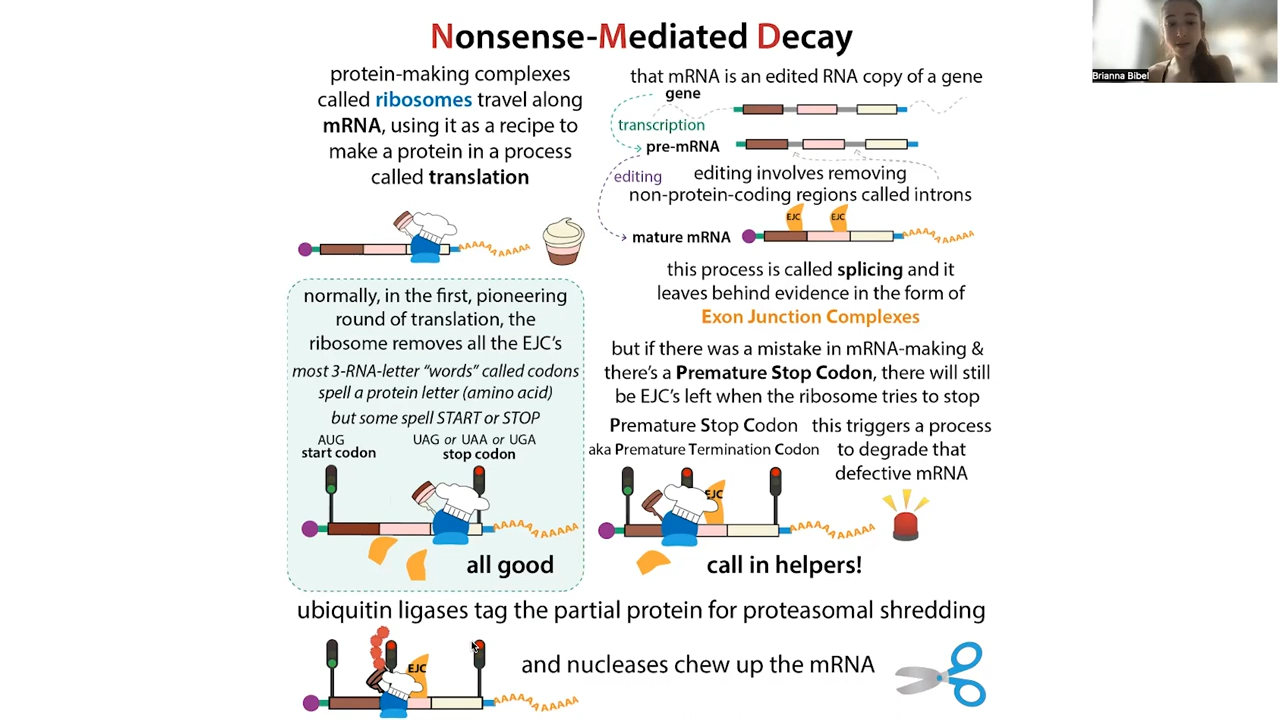 Nonsense-Mediated Decay
Brianna Bibel
protein-making complexes
called ribosomes travel along
mRNA, using it as a recipe to
make a protein in a process
called translation
that mRNA is an edited RNA copy of a gene
gene
transcription
pre-mRNA
editing
editing involves removing
non-protein-coding regions called introns
EJC
EJC
mature mRNA
AAAAAAAAAAA
AAAAAAAAAAA
this process is called splicing and it
leaves behind evidence in the form of
Exon Junction Complexes
normally, in the first, pioneering
round of translation, the
ribosome removes all the EJC's
most 3-RNA-letter “words” called codons
spell a protein letter (amino acid)
but some spell START or STOP
AUG
start codon
UAG or UAA or UGA
stop codon
AAAAAAAAAAA
all good
but if there was a mistake in mRNA-making &
there's a Premature Stop Codon, there will still
be EJC's left when the ribosome tries to stop
Premature Stop Codon
aka Premature Termination Codon
this triggers a process
to degrade that
defective mRNA
EJC
AAAAAAAAAAA
call in helpers!
ubiquitin ligases tag the partial protein for proteasomal shredding
EJC
AAAAAAAAAAA
and nucleases chew up the mRNA